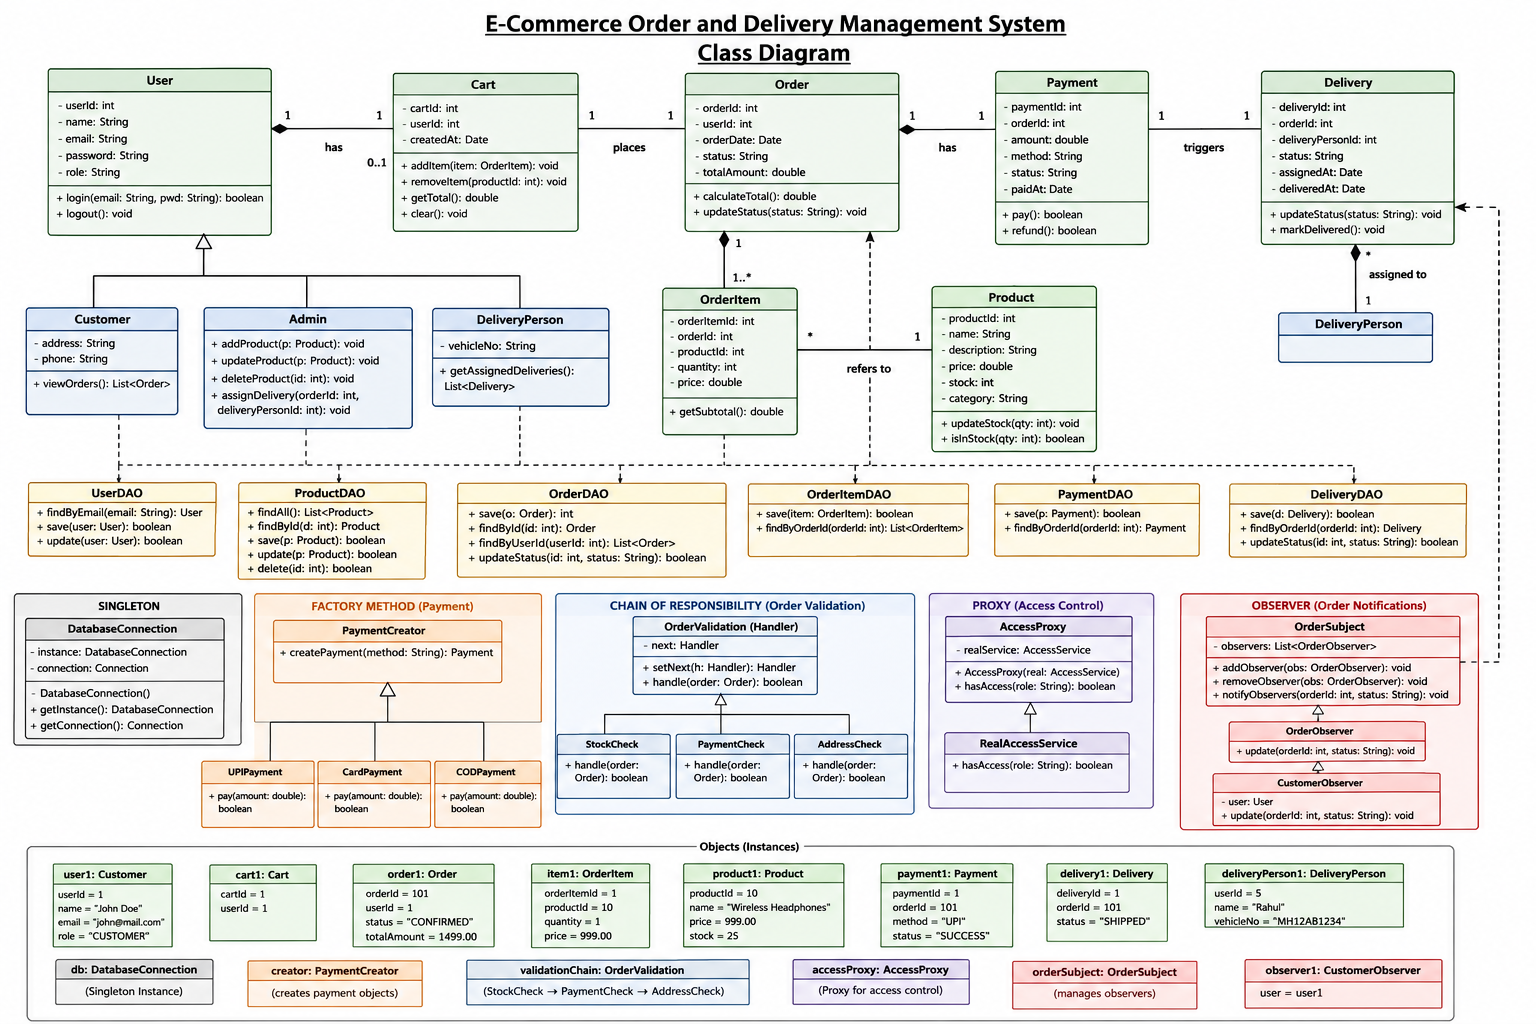 E-Commerce Order and Delivery Management System
Class Diagram
User
- userId: int
- name: String
- email: String
- password: String
- role: String
+ login(email: String, pwd: String): boolean
+ logout(): void
1
1
has
0..1
Cart
- cartId: int
- userId: int
- createdAt: Date
+ addItem(item: OrderItem): void
+ removeItem(productId: int): void
+ getTotal(): double
+ clear(): void
1
1
places
Order
- orderId: int
- userId: int
- orderDate: Date
- status: String
- totalAmount: double
+ calculateTotal(): double
+ updateStatus(status: String): void
1
1
has
Payment
- paymentId: int
- orderId: int
- amount: double
- method: String
- status: String
- paidAt: Date
+ pay(): boolean
+ refund(): boolean
1
1
triggers
Delivery
- deliveryId: int
- orderId: int
- deliveryPersonId: int
- status: String
- assignedAt: Date
- deliveredAt: Date
+ updateStatus(status: String): void
+ markDelivered(): void
1
1..*
*
assigned to
1
Customer
- address: String
- phone: String
+ viewOrders(): List<Order>
Admin
+ addProduct(p: Product): void
+ updateProduct(p: Product): void
+ deleteProduct(id: int): void
+ assignDelivery(orderId: int,
deliveryPersonId: int): void
DeliveryPerson
- vehicleNo: String
+ getAssignedDeliveries():
List<Delivery>
OrderItem
- orderItemId: int
- orderId: int
- productId: int
- quantity: int
- price: double
+ getSubtotal(): double
*
1
refers to
Product
- productId: int
- name: String
- description: String
- price: double
- stock: int
- category: String
+ updateStock(qty: int): void
+ isInStock(qty: int): boolean
DeliveryPerson
UserDAO
+ findByEmail(email: String): User
+ save(user: User): boolean
+ update(user: User): boolean
ProductDAO
+ findAll(): List<Product>
+ findById(d: int): Product
+ save(p: Product): boolean
+ update(p: Product): boolean
+ delete(id: int): boolean
OrderDAO
+ save(o: Order): int
+ findById(id: int): Order
+ findByUserId(userId: int): List<Order>
+ updateStatus(id: int, status: String): boolean
OrderItemDAO
+ save(item: OrderItem): boolean
+ findByOrderId(orderId: int): List<OrderItem>
PaymentDAO
+ save(p: Payment): boolean
+ findByOrderId(orderId: int): Payment
DeliveryDAO
+ save(d: Delivery): boolean
+ findByOrderId(orderId: int): Delivery
+ updateStatus(id: int, status: String): boolean
SINGLETON
DatabaseConnection
- instance: DatabaseConnection
- connection: Connection
- DatabaseConnection()
+ getInstance(): DatabaseConnection
+ getConnection(): Connection
FACTORY METHOD (Payment)
PaymentCreator
+ createPayment(method: String): Payment
UPIPayment
+ pay(amount: double):
boolean
CardPayment
+ pay(amount: double):
boolean
CODPayment
+ pay(amount: double):
boolean
CHAIN OF RESPONSIBILITY (Order Validation)
OrderValidation (Handler)
- next: Handler
+ setNext(h: Handler): Handler
+ handle(order: Order): boolean
StockCheck
+ handle(order:
Order): boolean
PaymentCheck
+ handle(order:
Order): boolean
AddressCheck
+ handle(order:
Order): boolean
PROXY (Access Control)
AccessProxy
- realService: AccessService
+ AccessProxy(real: AccessService)
+ hasAccess(role: String): boolean
RealAccessService
+ hasAccess(role: String): boolean
OBSERVER (Order Notifications)
OrderSubject
- observers: List<OrderObserver>
+ addObserver(obs: OrderObserver): void
+ removeObserver(obs: OrderObserver): void
+ notifyObservers(orderId: int, status: String): void
OrderObserver
+ update(orderId: int, status: String): void
CustomerObserver
- user: User
+ update(orderId: int, status: String): void
Objects (Instances)
user1: Customer
userId = 1
name = "John Doe"
email = "john@mail.com"
role = "CUSTOMER"
cart1: Cart
cartId = 1
userId = 1
order1: Order
orderId = 101
userId = 1
status = "CONFIRMED"
totalAmount = 1499.00
item1: OrderItem
orderItemId = 1
productId = 10
quantity = 1
price = 999.00
product1: Product
productId = 10
name = "Wireless Headphones"
price = 999.00
stock = 25
payment1: Payment
paymentId = 1
orderId = 101
method = "UPI"
status = "SUCCESS"
delivery1: Delivery
deliveryId = 1
orderId = 101
status = "SHIPPED"
deliveryPerson1: DeliveryPerson
userId = 5
name = "Rahul"
vehicleNo = "MH12AB1234"
db: DatabaseConnection
(Singleton Instance)
creator: PaymentCreator
(creates payment objects)
validationChain: OrderValidation
(StockCheck → PaymentCheck → AddressCheck)
accessProxy: AccessProxy
(Proxy for access control)
orderSubject: OrderSubject
(manages observers)
observer1: CustomerObserver
user = user1